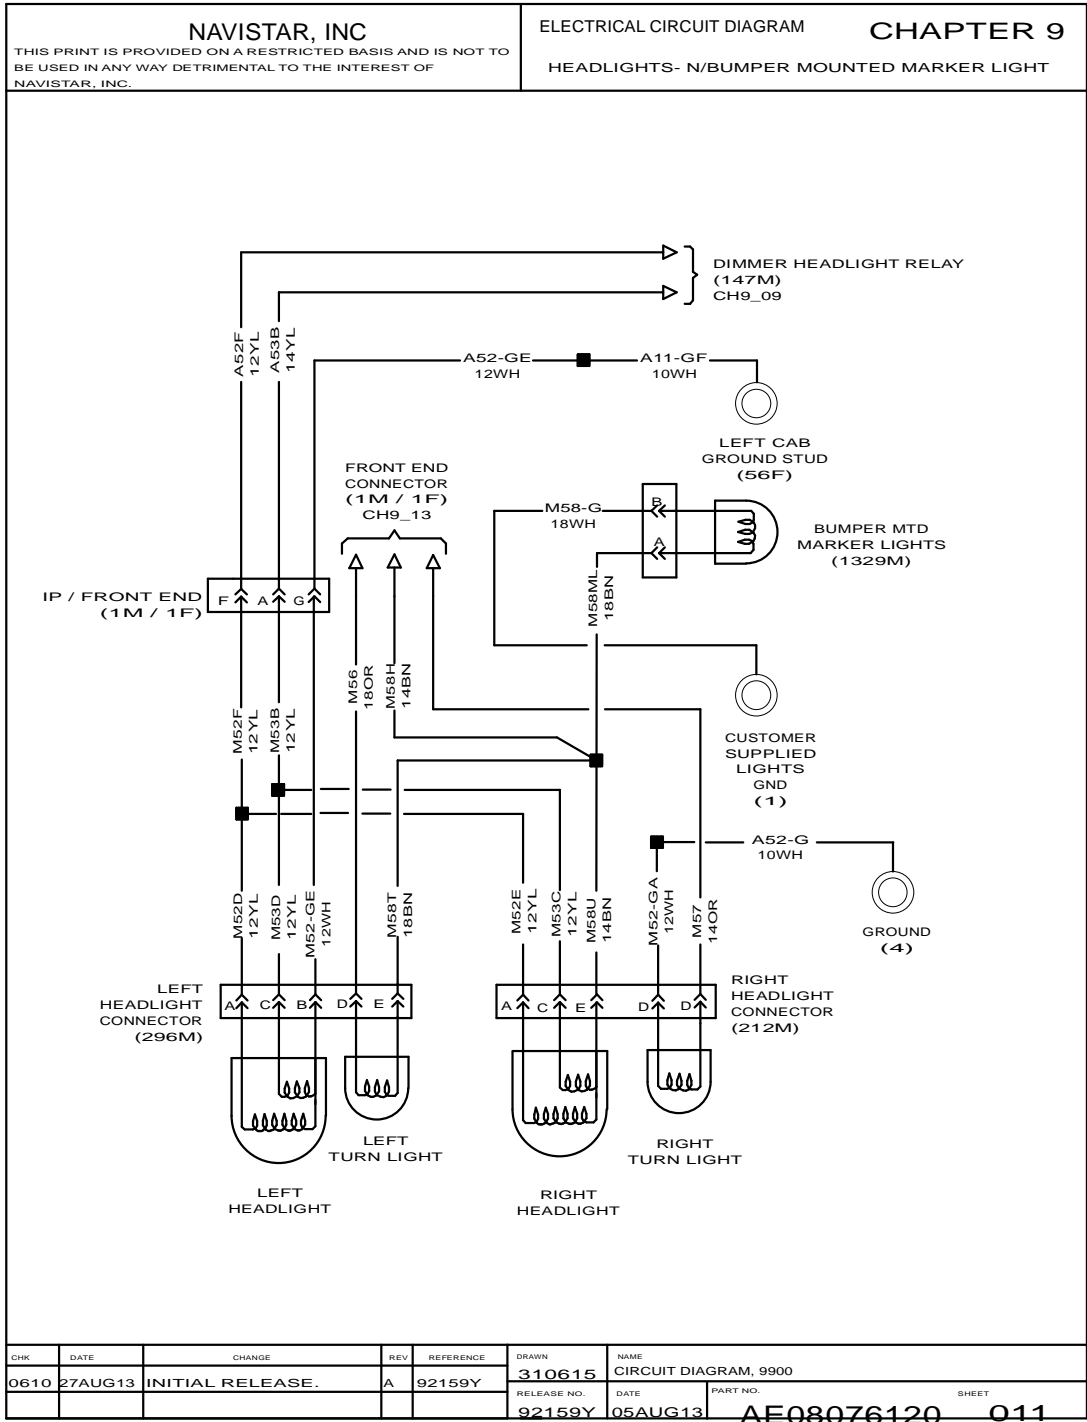 NAVISTAR, INC
THIS PRINT IS PROVIDED ON A RESTRICTED BASIS AND IS NOT TO
BE USED IN ANY WAY DETRIMENTAL TO THE INTEREST OF
NAVISTAR, INC.
ELECTRICAL CIRCUIT DIAGRAM
CHAPTER 9
HEADLIGHTS- N/BUMPER MOUNTED MARKER LIGHT
DIMMER HEADLIGHT RELAY
(147M)
CH9_09
A52F
12YL
A53B
14YL
A52-GE
12WH
A11-GF
10WH
LEFT CAB
GROUND STUD
(56F)
FRONT END
CONNECTOR
(1M / 1F)
CH9_13
M58-G
18WH
B
A
BUMPER MTD
MARKER LIGHTS
(1329M)
IP / FRONT END
(1M / 1F)
F
A
G
M58ML
18BN
M56
18OR
M58H
14BN
M52F
12YL
M53B
12YL
CUSTOMER
SUPPLIED
LIGHTS
GND
(1)
A52-G
10WH
GROUND
(4)
M52D
12YL
M53D
12YL
M52-GE
12WH
M58T
18BN
M52E
12YL
M53C
12YL
M58U
14BN
M52-GA
12WH
M57
14OR
LEFT
HEADLIGHT
CONNECTOR
(296M)
A
C
B
D
E
A
C
E
D
D
RIGHT
HEADLIGHT
CONNECTOR
(212M)
LEFT
TURN LIGHT
RIGHT
TURN LIGHT
LEFT
HEADLIGHT
RIGHT
HEADLIGHT
CHK DATE CHANGE REV REFERENCE
0610 27AUG13 INITIAL RELEASE. A 92159Y
DRAWN
310615
NAME
CIRCUIT DIAGRAM, 9900
RELEASE NO.
92159Y
DATE
05AUG13
PART NO.
AE08076120
SHEET
011